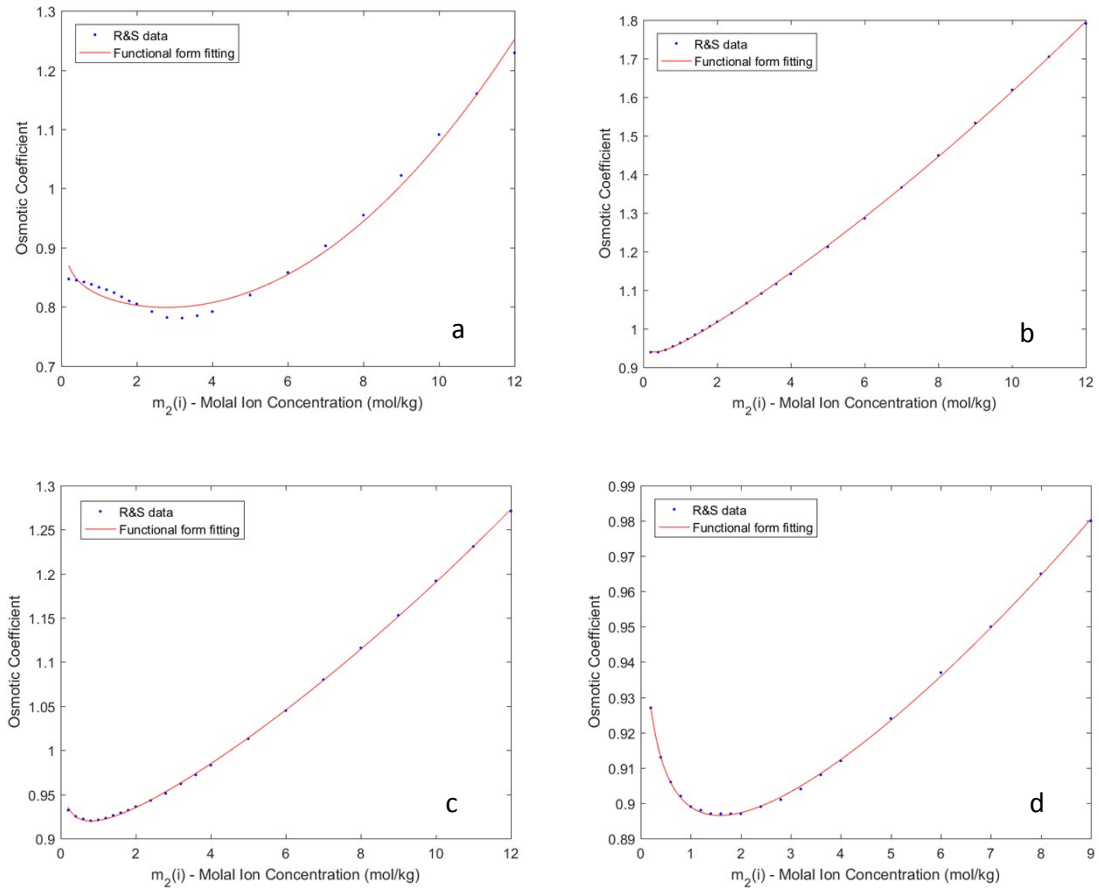 1.3
1.2
1.1
1
0.9
0.8
0.7
0 2 4 6 8 10 12
Osmotic Coefficient
m2(i) - Molal Ion Concentration (mol/kg)
R&S data
Functional form fitting
a
1.8
1.7
1.6
1.5
1.4
1.3
1.2
1.1
1
0.9
0 2 4 6 8 10 12
Osmotic Coefficient
m2(i) - Molal Ion Concentration (mol/kg)
R&S data
Functional form fitting
b
1.3
1.25
1.2
1.15
1.1
1.05
1
0.95
0.9
0 2 4 6 8 10 12
Osmotic Coefficient
m2(i) - Molal Ion Concentration (mol/kg)
R&S data
Functional form fitting
c
0.99
0.98
0.97
0.96
0.95
0.94
0.93
0.92
0.91
0.9
0.89
0 1 2 3 4 5 6 7 8 9
Osmotic Coefficient
m2(i) - Molal Ion Concentration (mol/kg)
R&S data
Functional form fitting
d